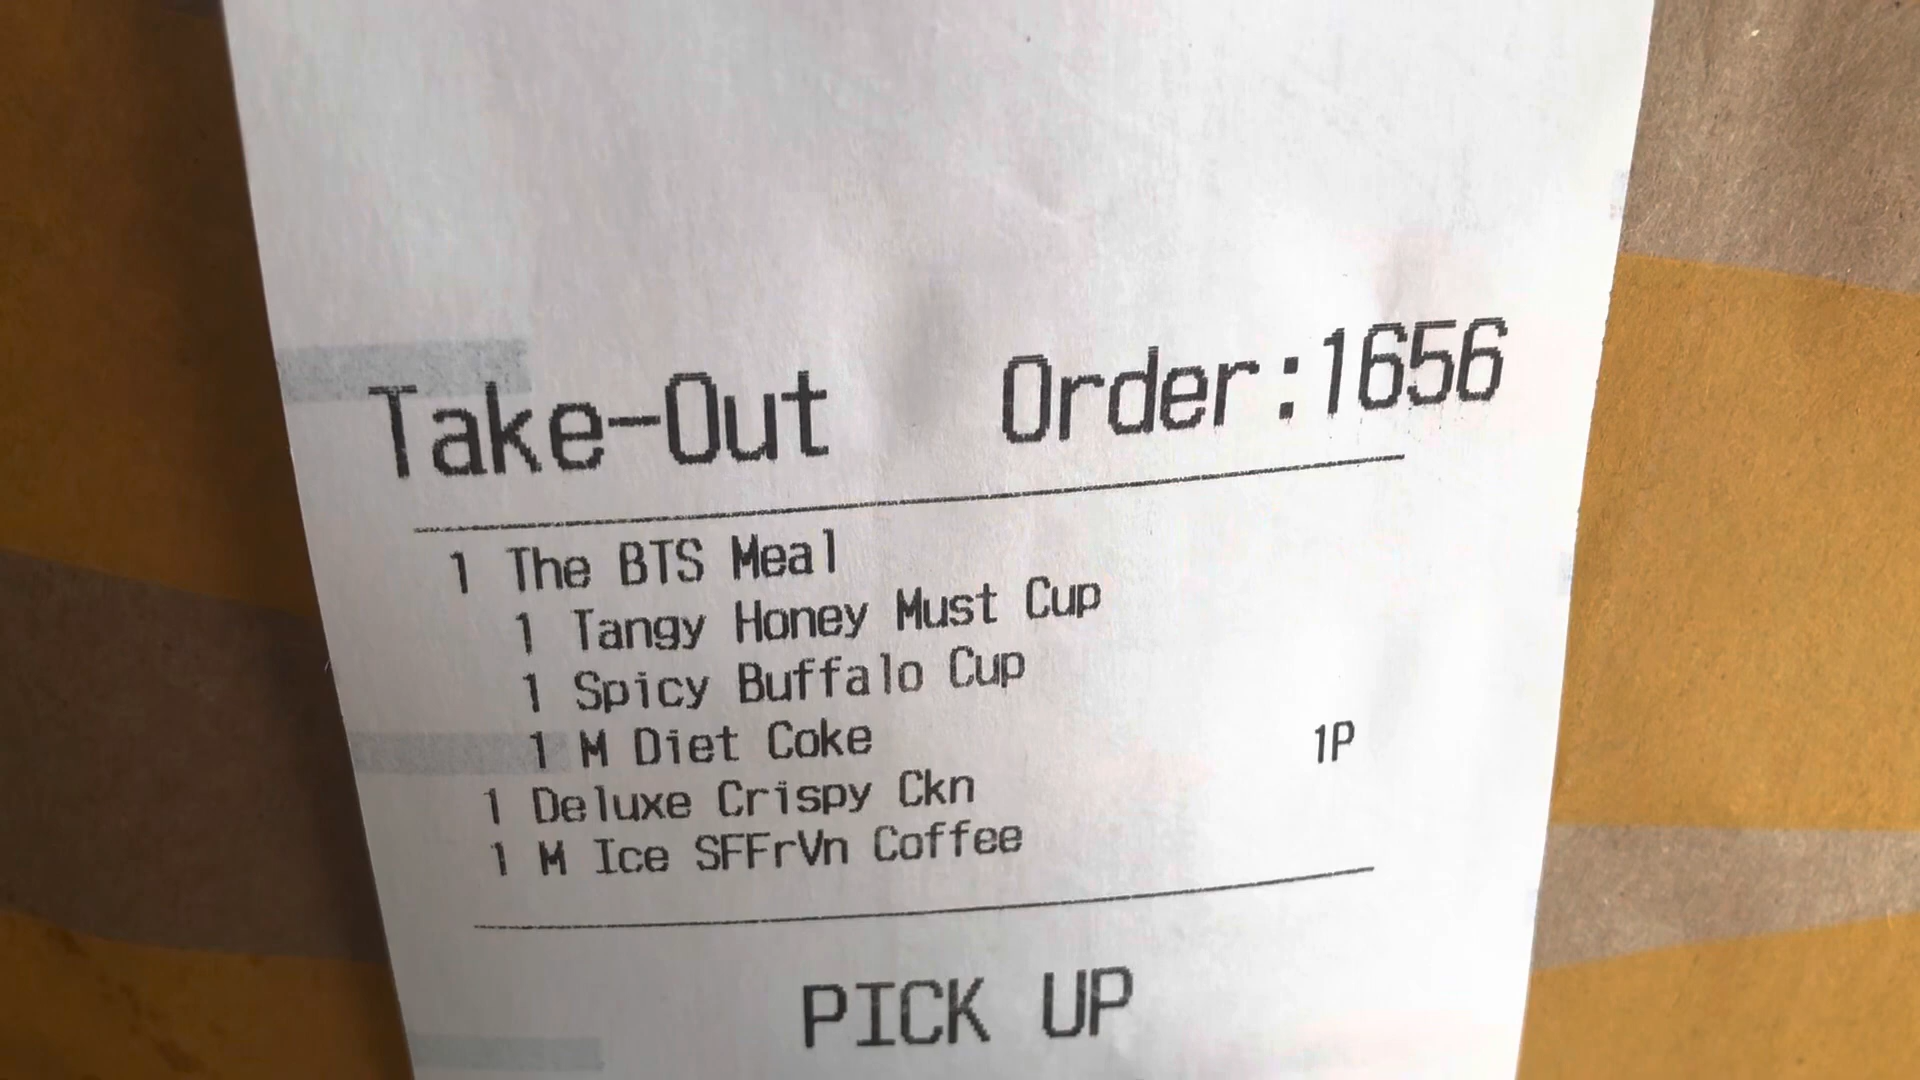 Take-Out Order:1656
1 The BTS Meal
1 Tangy Honey Must Cup
1 Spicy Buffalo Cup
1 M Diet Coke 1P
1 Deluxe Crispy Ckn
1 M Ice SFFrVn Coffee
PICK UP